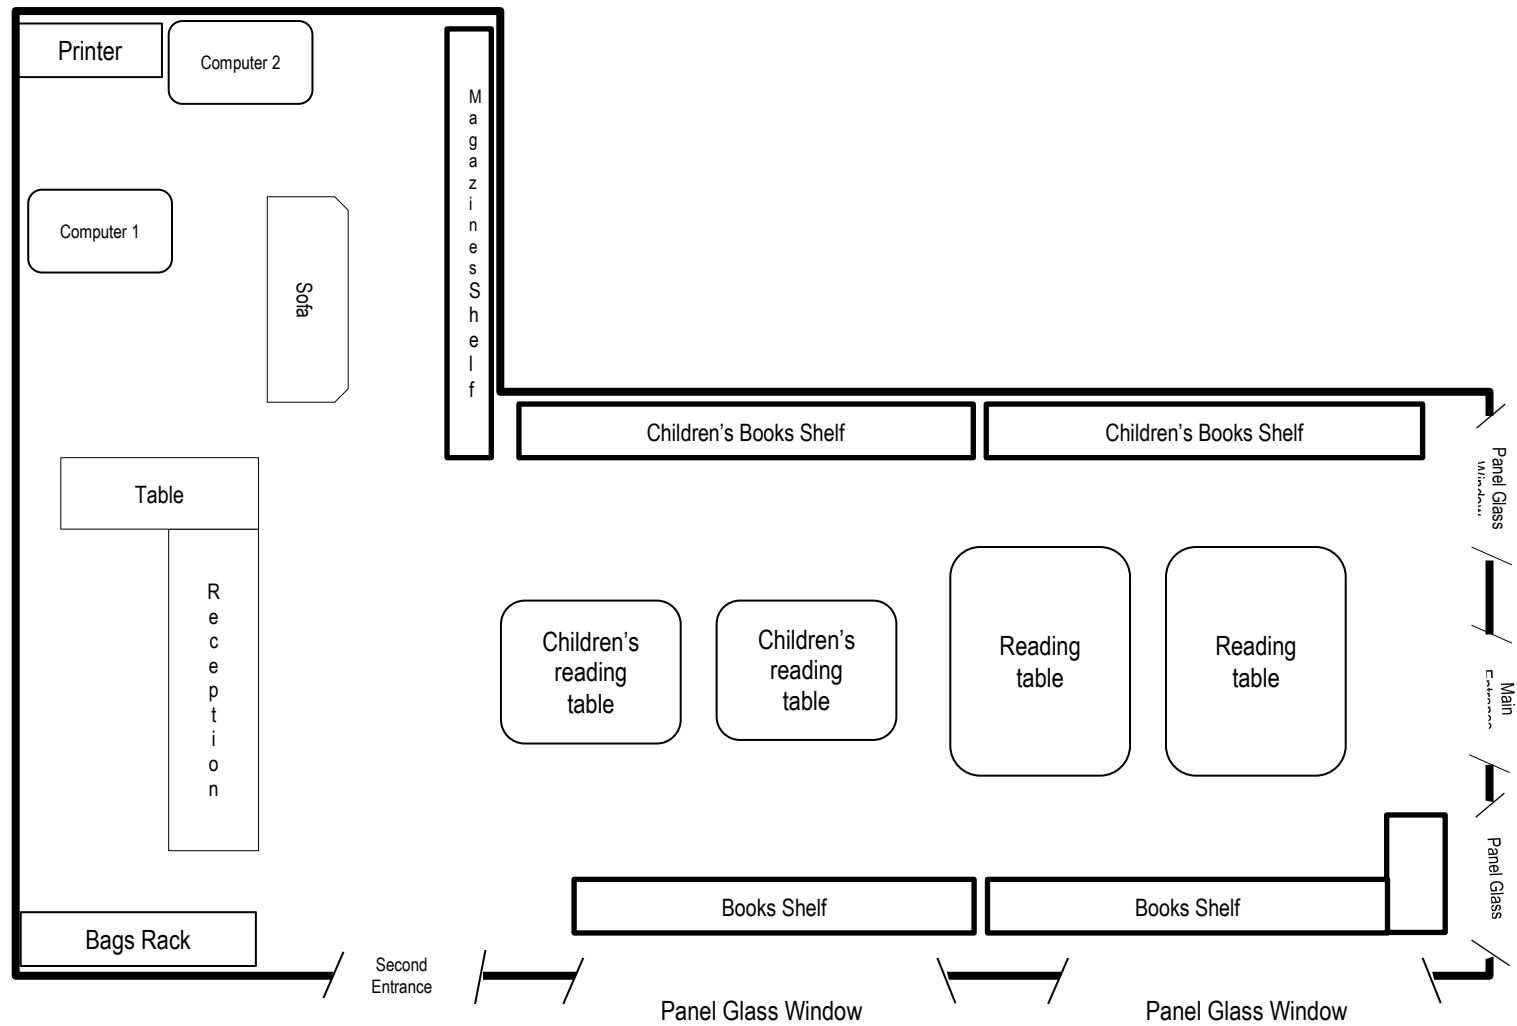 Printer
Computer 2
Magazines Shelf
Computer 1
Sofa
Children's Books Shelf
Children's Books Shelf
Panel Glass
Window
Table
Reception
Children's
reading
table
Children's
reading
table
Reading
table
Reading
table
Main
Panel Glass
Books Shelf
Books Shelf
Bags Rack
Second
Entrance
Panel Glass Window
Panel Glass Window